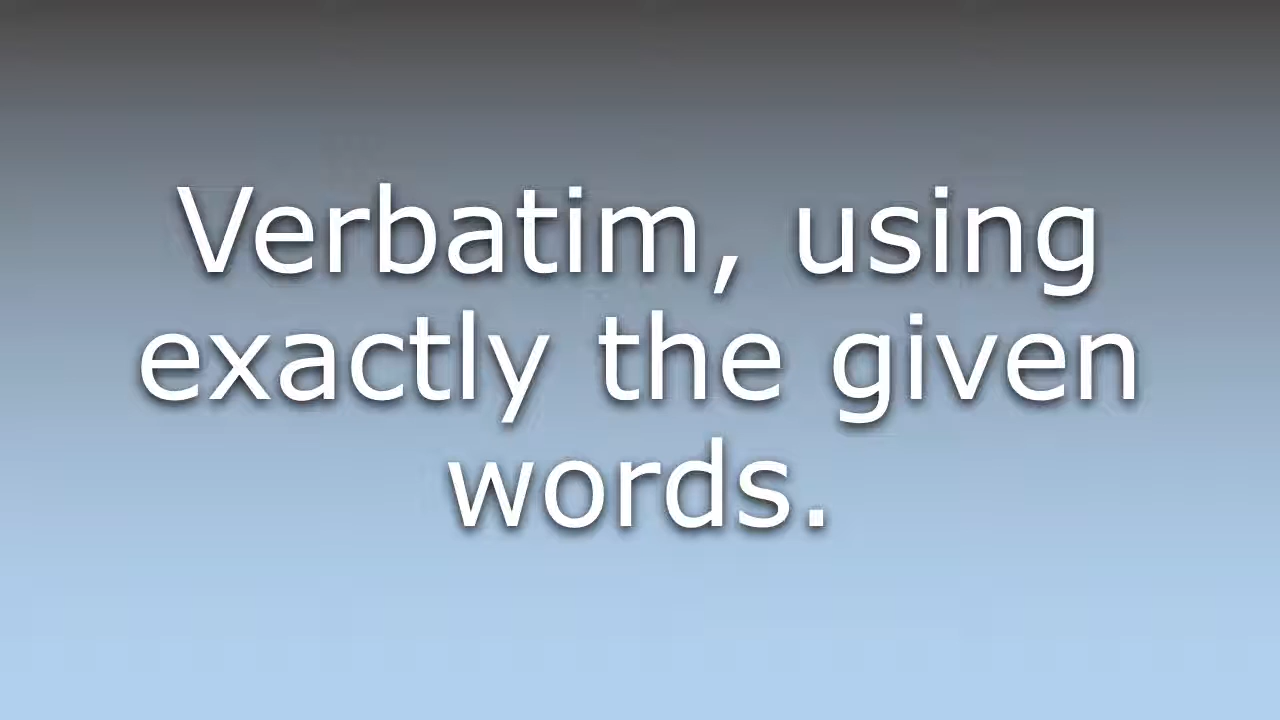 Verbatim, using
exactly the given
words.